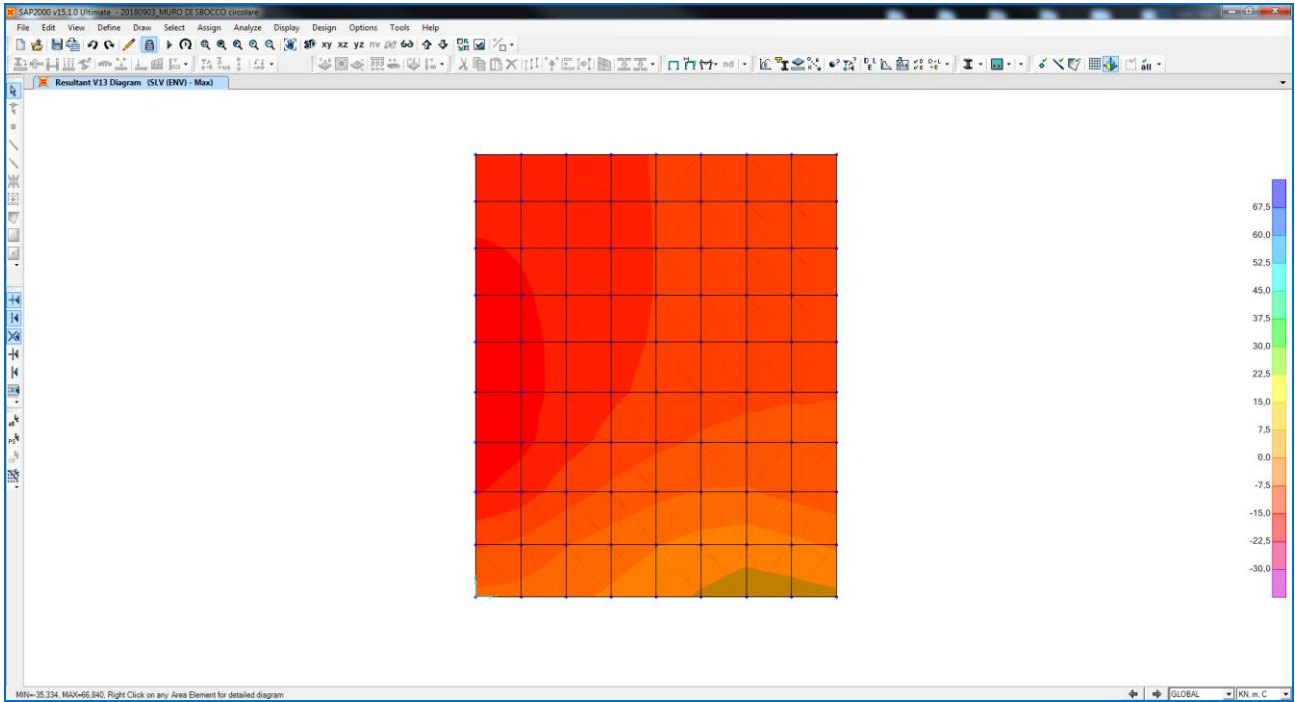 SAP2000 v15.1.0 Ultimate - 20180903_MURO DI SBOCCO circolare
File Edit View Define Draw Select Assign Analyze Display Design Options Tools Help
xy xz yz nv
nd
all
Resultant V13 Diagram (SLV (ENV) - Max)
67,5
60,0
52,5
45,0
37,5
30,0
22,5
15,0
7,5
0,0
-7,5
-15,0
-22,5
-30,0
MIN=-35,334, MAX=66,840, Right Click on any Area Element for detailed diagram
GLOBAL
KN, m, C